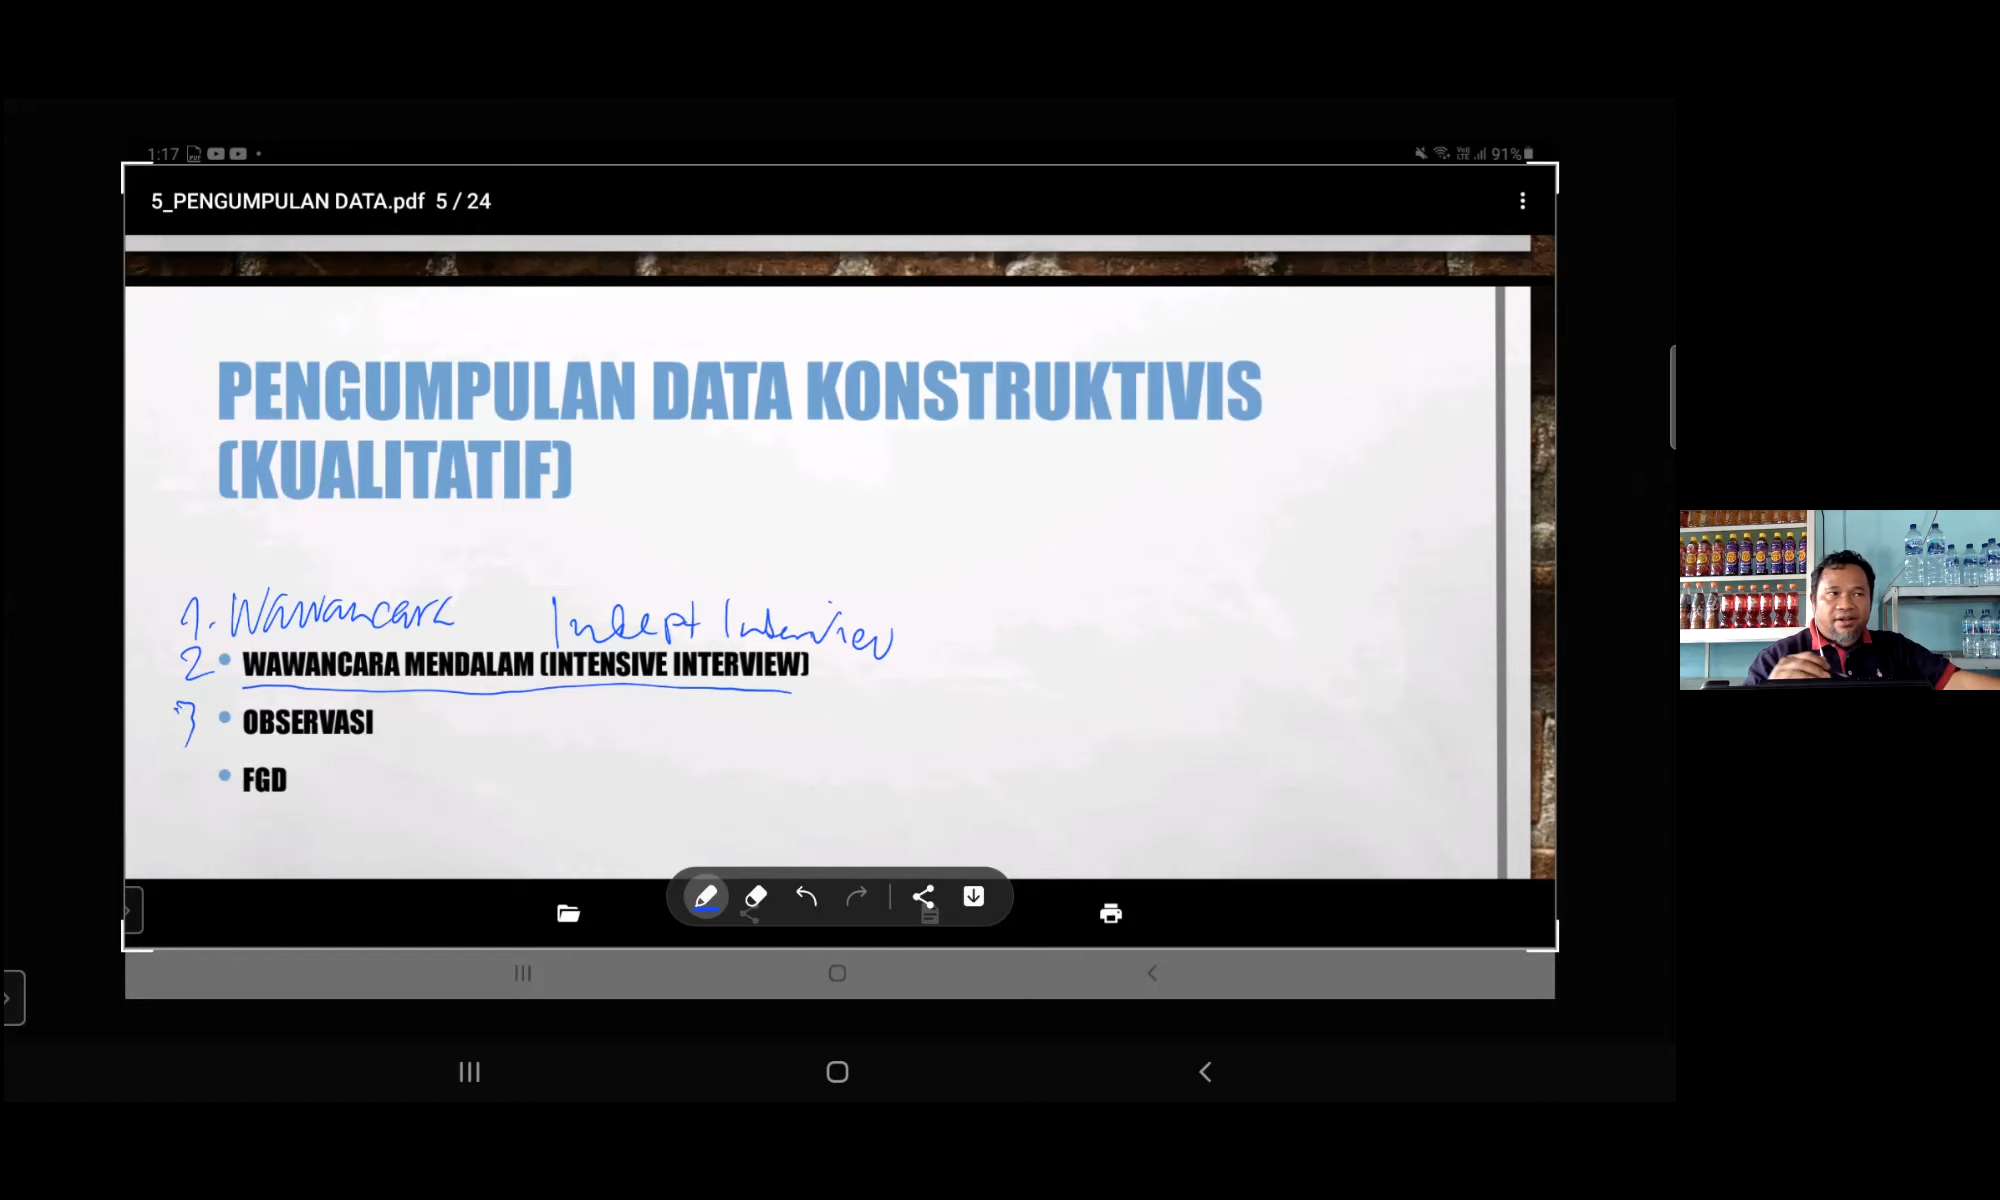 1:17 91%
5_PENGUMPULAN DATA.pdf 5 / 24
PENGUMPULAN DATA KONSTRUKTIVIS
(KUALITATIF)
1. Wawancara Indept Interview
2 • WAWANCARA MENDALAM (INTENSIVE INTERVIEW)
3 • OBSERVASI
• FGD